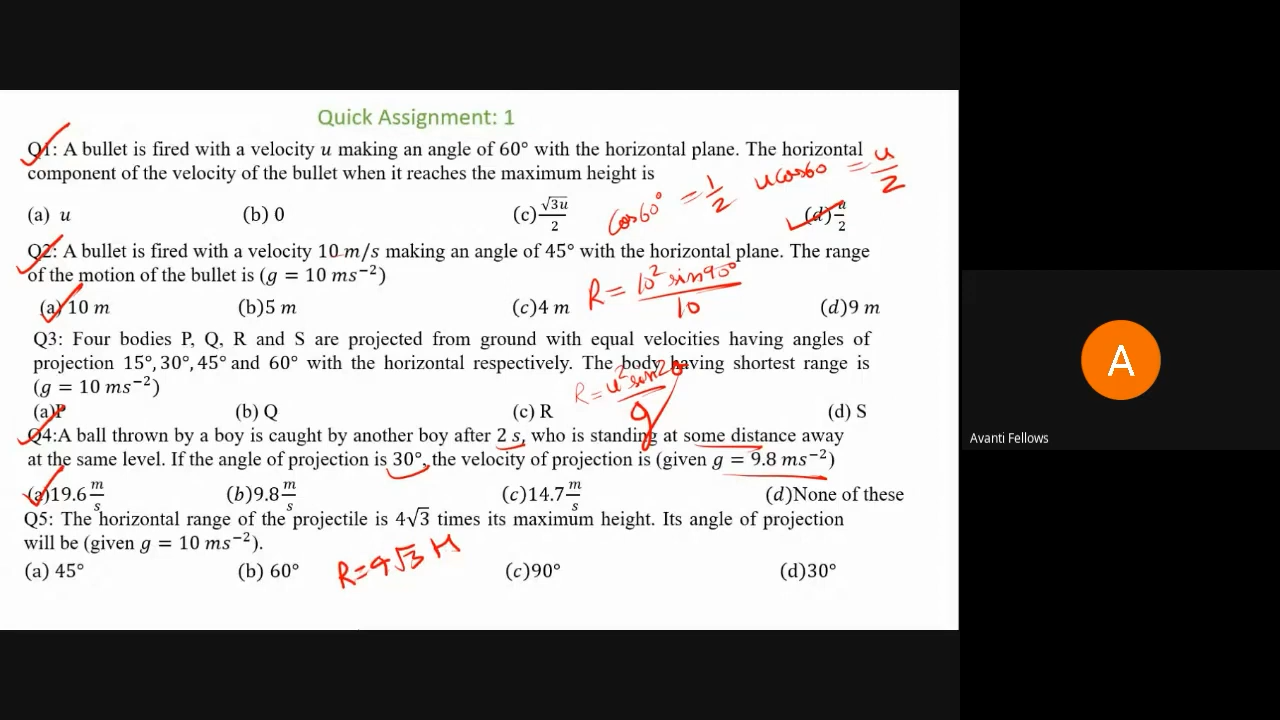 Quick Assignment: 1
Q1: A bullet is fired with a velocity u making an angle of 60° with the horizontal plane. The horizontal
component of the velocity of the bullet when it reaches the maximum height is
cos60° = 1/2 ucos60 = u/2
(a) u (b) 0 (c) √3u/2 (d) u/2
Q2: A bullet is fired with a velocity 10 m/s making an angle of 45° with the horizontal plane. The range
of the motion of the bullet is (g = 10 ms⁻²)
R = 10² sin90°/10
(a) 10 m (b)5 m (c)4 m (d)9 m
Q3: Four bodies P, Q, R and S are projected from ground with equal velocities having angles of
projection 15°, 30°, 45° and 60° with the horizontal respectively. The body having shortest range is
(g = 10 ms⁻²)
R = u² sin2θ/g
(a)P (b) Q (c) R (d) S
Q4:A ball thrown by a boy is caught by another boy after 2 s, who is standing at some distance away
at the same level. If the angle of projection is 30°, the velocity of projection is (given g = 9.8 ms⁻²)
(a)19.6 m/s (b)9.8 m/s (c)14.7 m/s (d)None of these
Q5: The horizontal range of the projectile is 4√3 times its maximum height. Its angle of projection
will be (given g = 10 ms⁻²).
R=4√3 H
(a) 45° (b) 60° (c)90° (d)30°
A
Avanti Fellows